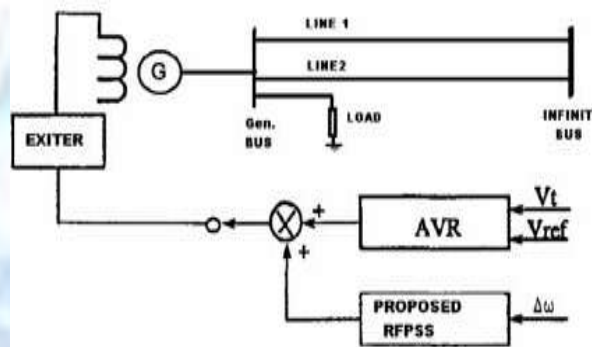 LINE 1
G
LINE2
LOAD
Gen.
BUS
INFINIT
BUS
EXITER
+
AVR
Vt
Vref
+
PROPOSED
RFPSS
Δω